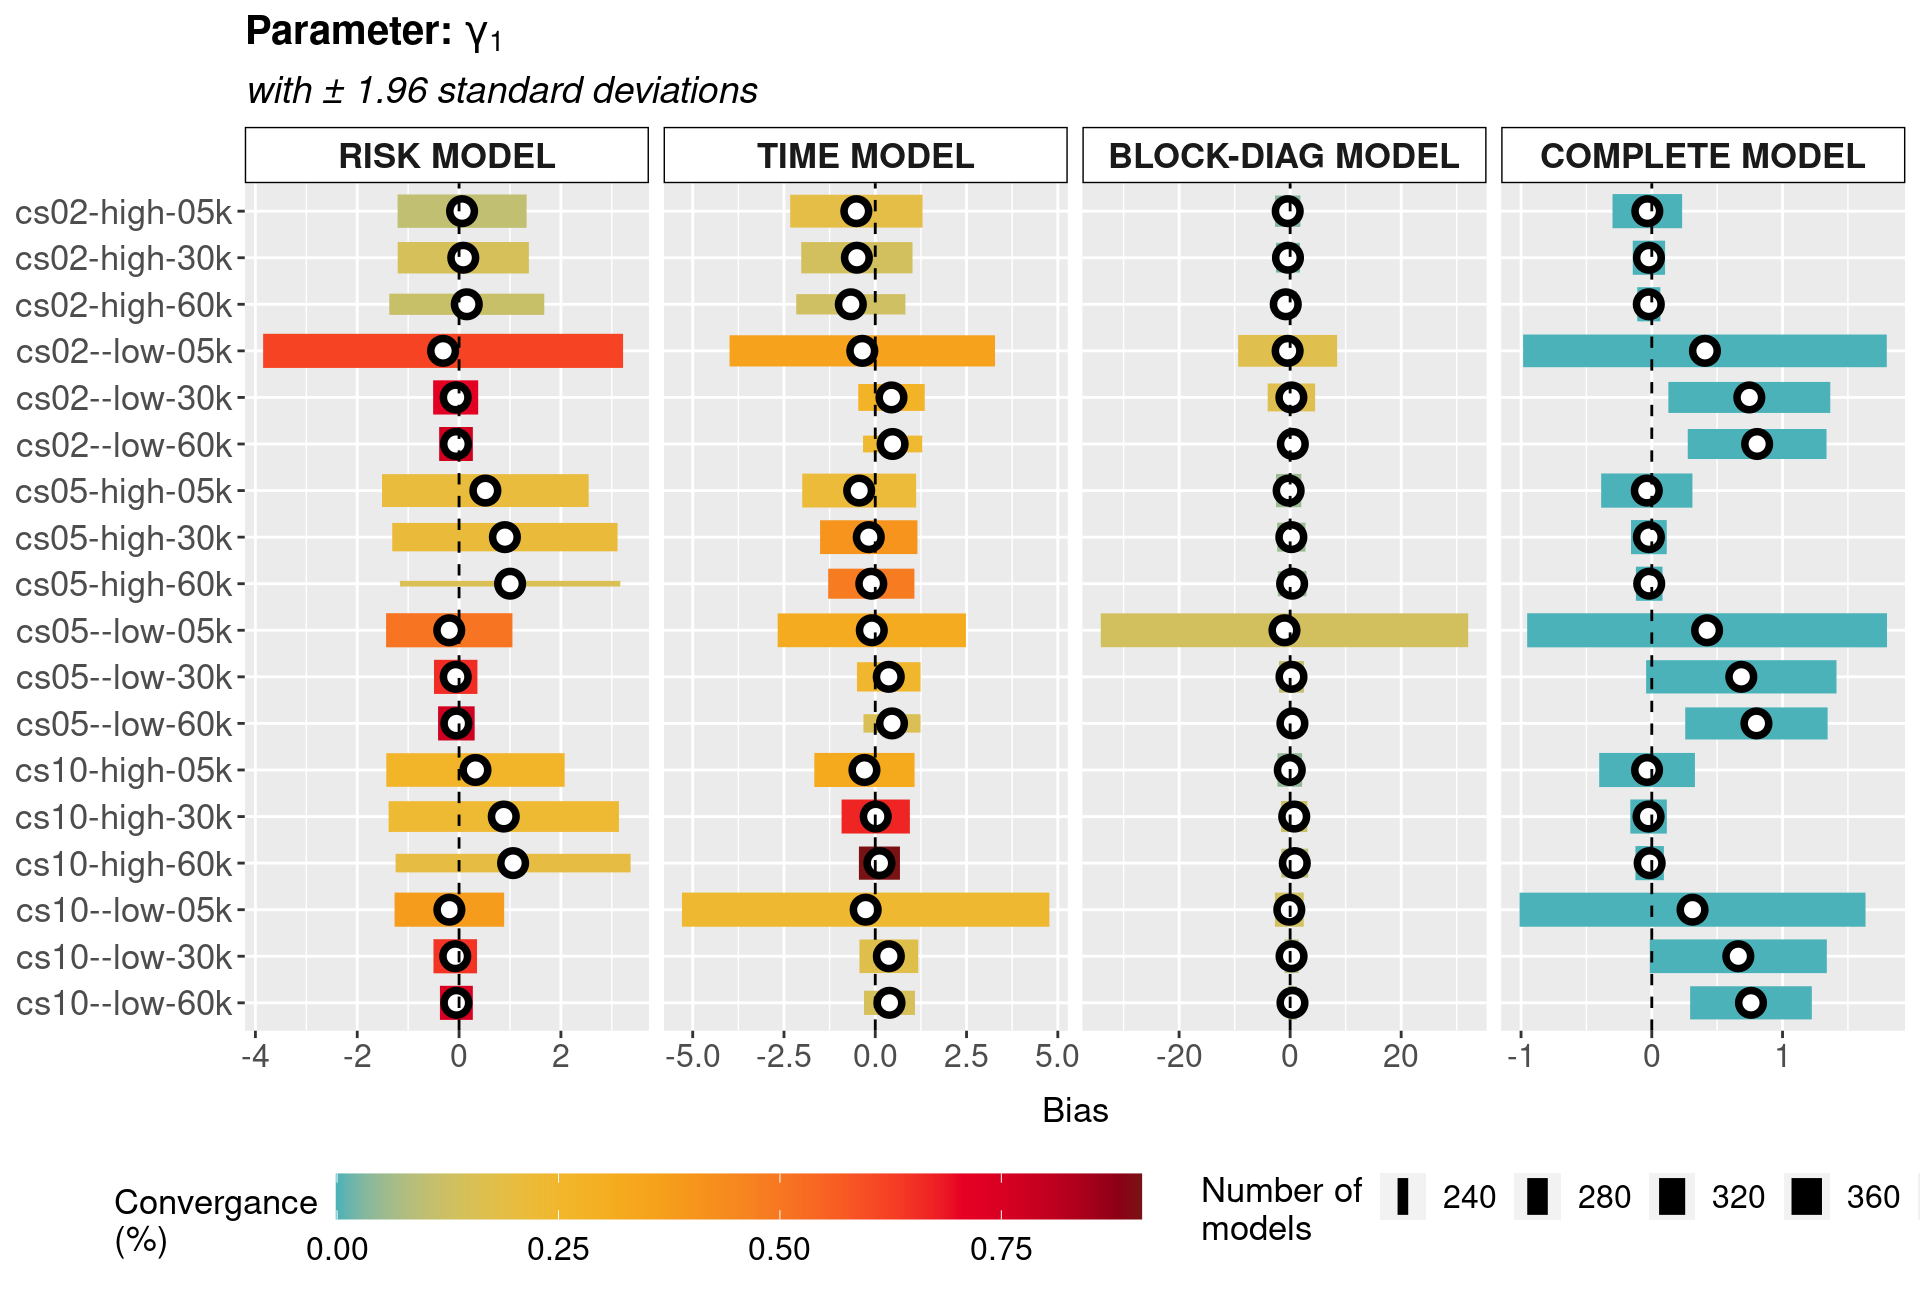 Parameter: γ₁
with ± 1.96 standard deviations
RISK MODEL TIME MODEL BLOCK-DIAG MODEL COMPLETE MODEL
cs02-high-05k
cs02-high-30k
cs02-high-60k
cs02--low-05k
cs02--low-30k
cs02--low-60k
cs05-high-05k
cs05-high-30k
cs05-high-60k
cs05--low-05k
cs05--low-30k
cs05--low-60k
cs10-high-05k
cs10-high-30k
cs10-high-60k
cs10--low-05k
cs10--low-30k
cs10--low-60k
-4 -2 0 2 -5.0 -2.5 0.0 2.5 5.0 -20 0 20 -1 0 1
Bias
Convergance
(%)
0.00 0.25 0.50 0.75
Number of
models
240 280 320 360